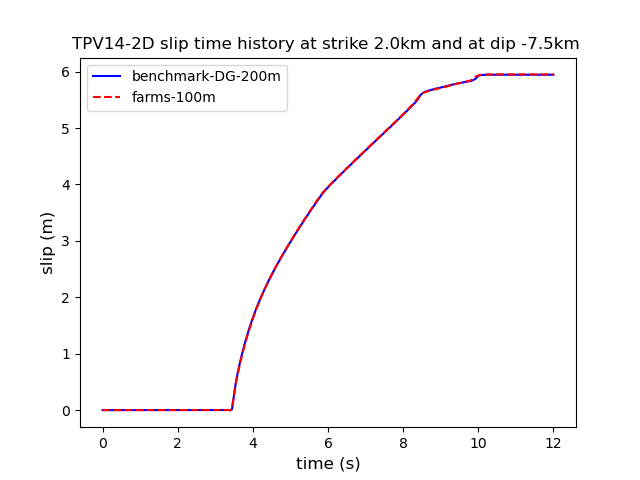 TPV14-2D slip time history at strike 2.0km and at dip -7.5km
benchmark-DG-200m
farms-100m
6
5
4
3
2
1
0
slip (m)
0 2 4 6 8 10 12
time (s)